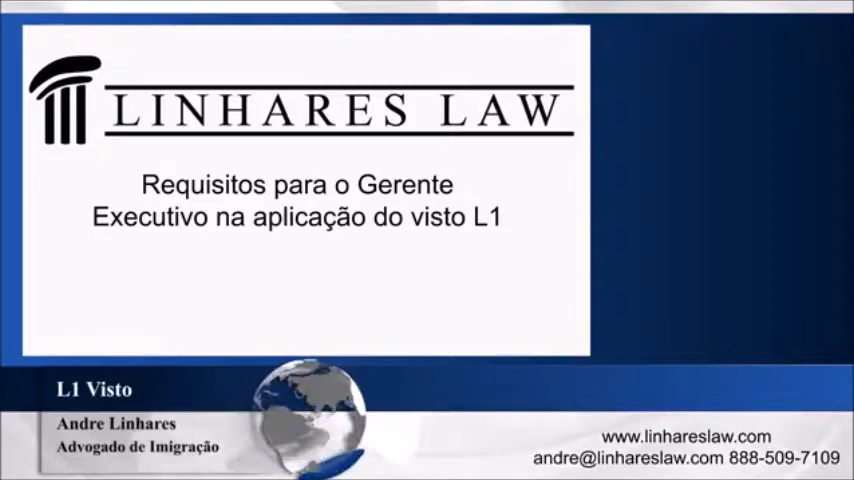 LINHARES LAW
Requisitos para o Gerente
Executivo na aplicação do visto L1
L1 Visto
Andre Linhares
Advogado de Imigração
www.linhareslaw.com
andre@linhareslaw.com 888-509-7109